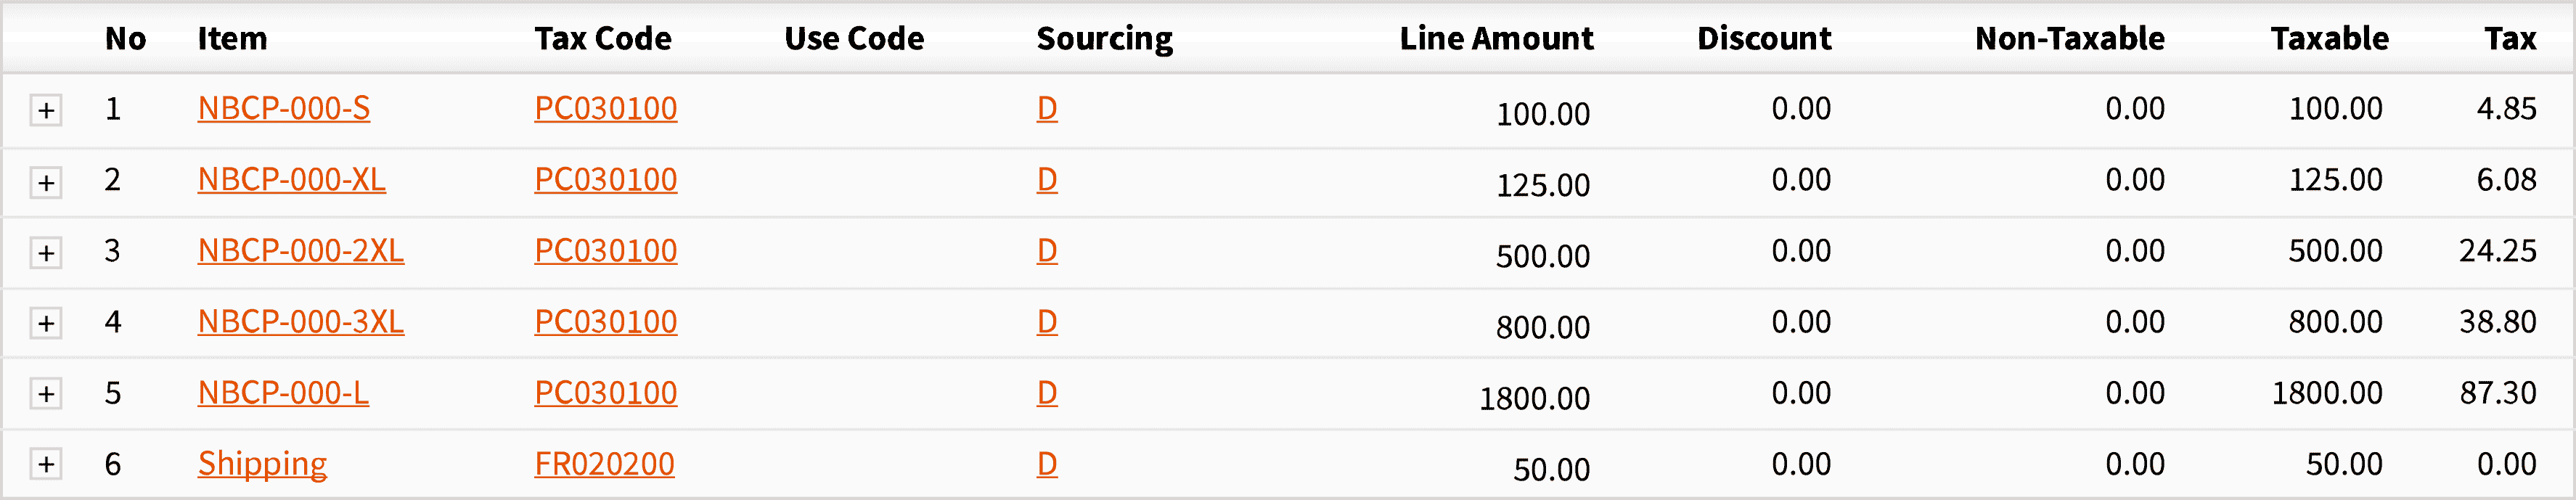 No Item Tax Code Use Code Sourcing Line Amount Discount Non-Taxable Taxable Tax
+ 1 NBCP-000-S PC030100 D 100.00 0.00 0.00 100.00 4.85
+ 2 NBCP-000-XL PC030100 D 125.00 0.00 0.00 125.00 6.08
+ 3 NBCP-000-2XL PC030100 D 500.00 0.00 0.00 500.00 24.25
+ 4 NBCP-000-3XL PC030100 D 800.00 0.00 0.00 800.00 38.80
+ 5 NBCP-000-L PC030100 D 1800.00 0.00 0.00 1800.00 87.30
+ 6 Shipping FR020200 D 50.00 0.00 0.00 50.00 0.00